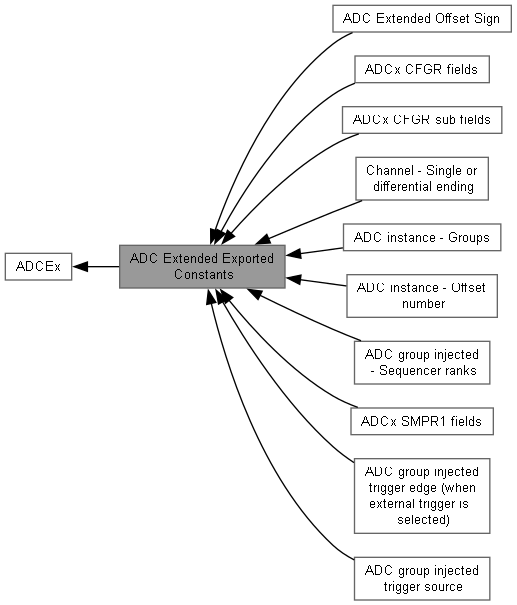 ADC Extended Offset Sign
ADCx CFGR fields
ADCx CFGR sub fields
Channel - Single or
differential ending
ADC instance - Groups
ADCEx
ADC Extended Exported
Constants
ADC instance - Offset
number
ADC group injected
- Sequencer ranks
ADCx SMPR1 fields
ADC group injected
trigger edge (when
external trigger is
selected)
ADC group injected
trigger source